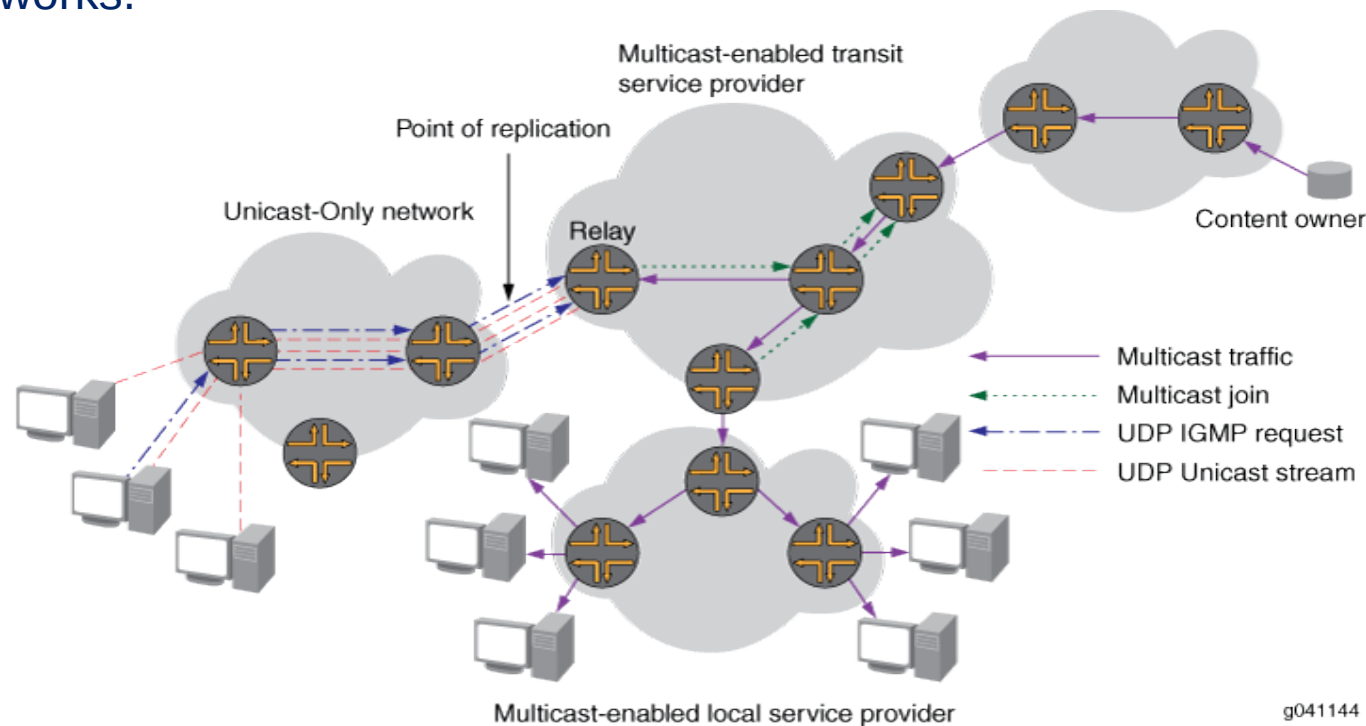 works.
Multicast-enabled transit
service provider
Point of replication
Unicast-Only network
Relay
Content owner
Multicast traffic
Multicast join
UDP IGMP request
UDP Unicast stream
Multicast-enabled local service provider
g041144